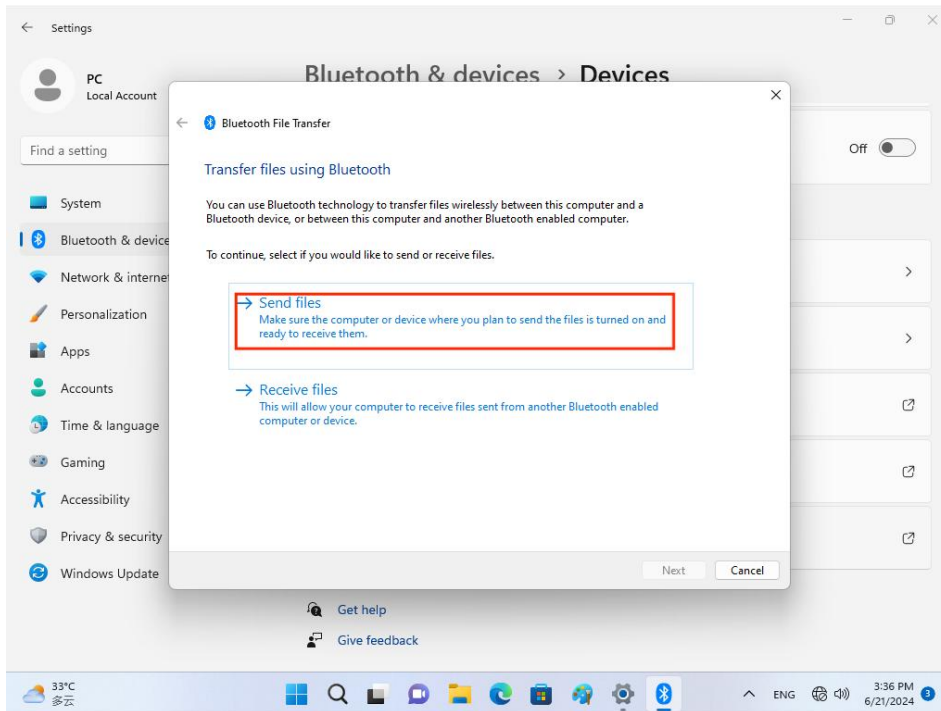 Settings
PC
Local Account
Bluetooth & devices > Devices
Find a setting
System
Bluetooth & device
Network & interne
Personalization
Apps
Accounts
Time & language
Gaming
Accessibility
Privacy & security
Windows Update
Bluetooth File Transfer
Transfer files using Bluetooth
You can use Bluetooth technology to transfer files wirelessly between this computer and a
Bluetooth device, or between this computer and another Bluetooth enabled computer.
To continue, select if you would like to send or receive files.
Send files
Make sure the computer or device where you plan to send the files is turned on and
ready to receive them.
Receive files
This will allow your computer to receive files sent from another Bluetooth enabled
computer or device.
Next
Cancel
Off
Get help
Give feedback
33°C
多云
ENG
3:36 PM
6/21/2024
3